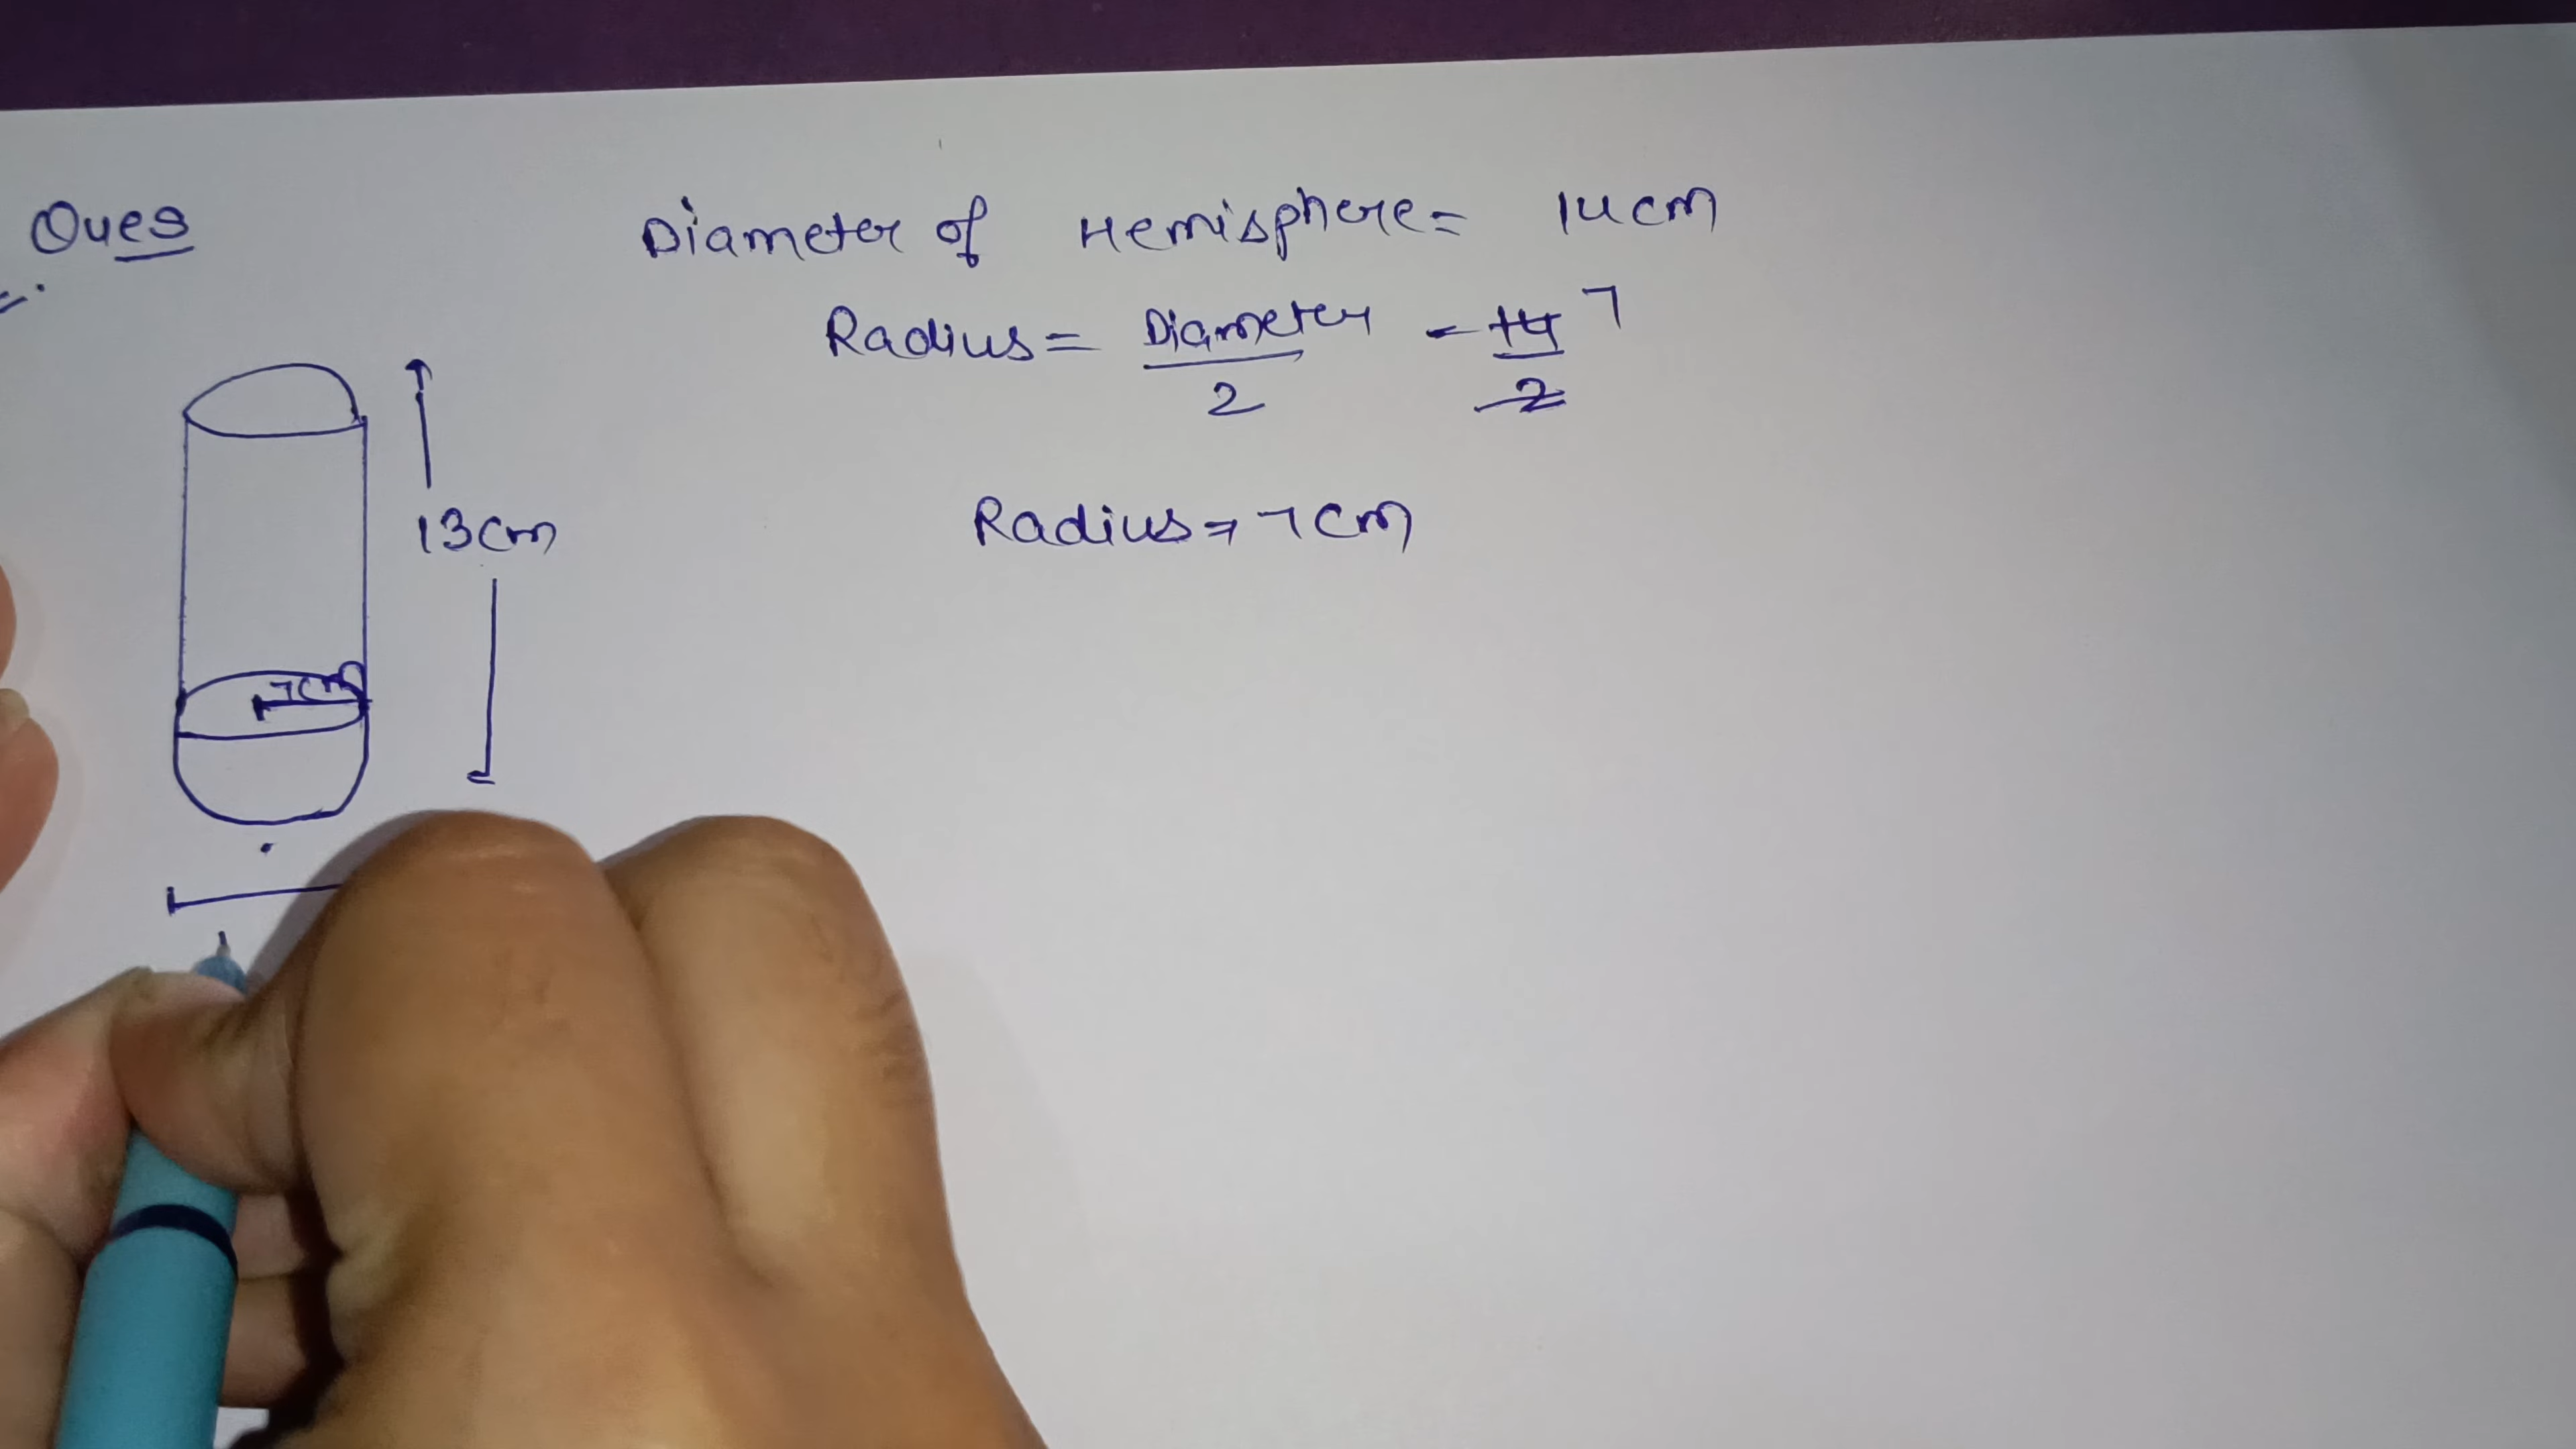 Ques
Diameter of Hemisphere= 14cm
Radius= Diameter/2 - 14/2 7
13cm
Radius= 7cm
7cm